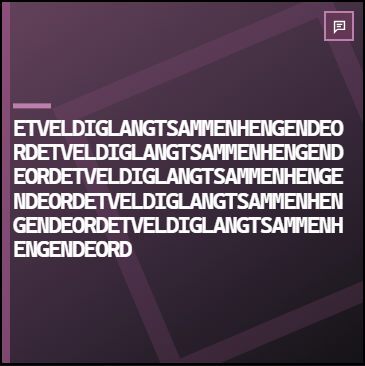 ETVELDIGLANGTSAMMENHENGENDEO
RDETVELDIGLANGTSAMMENHENGEND
EORDETVELDIGLANGTSAMMENHENGE
NDEORDETVELDIGLANGTSAMMENHEN
GENDEORDETVELDIGLANGTSAMMENH
ENGENDEORD